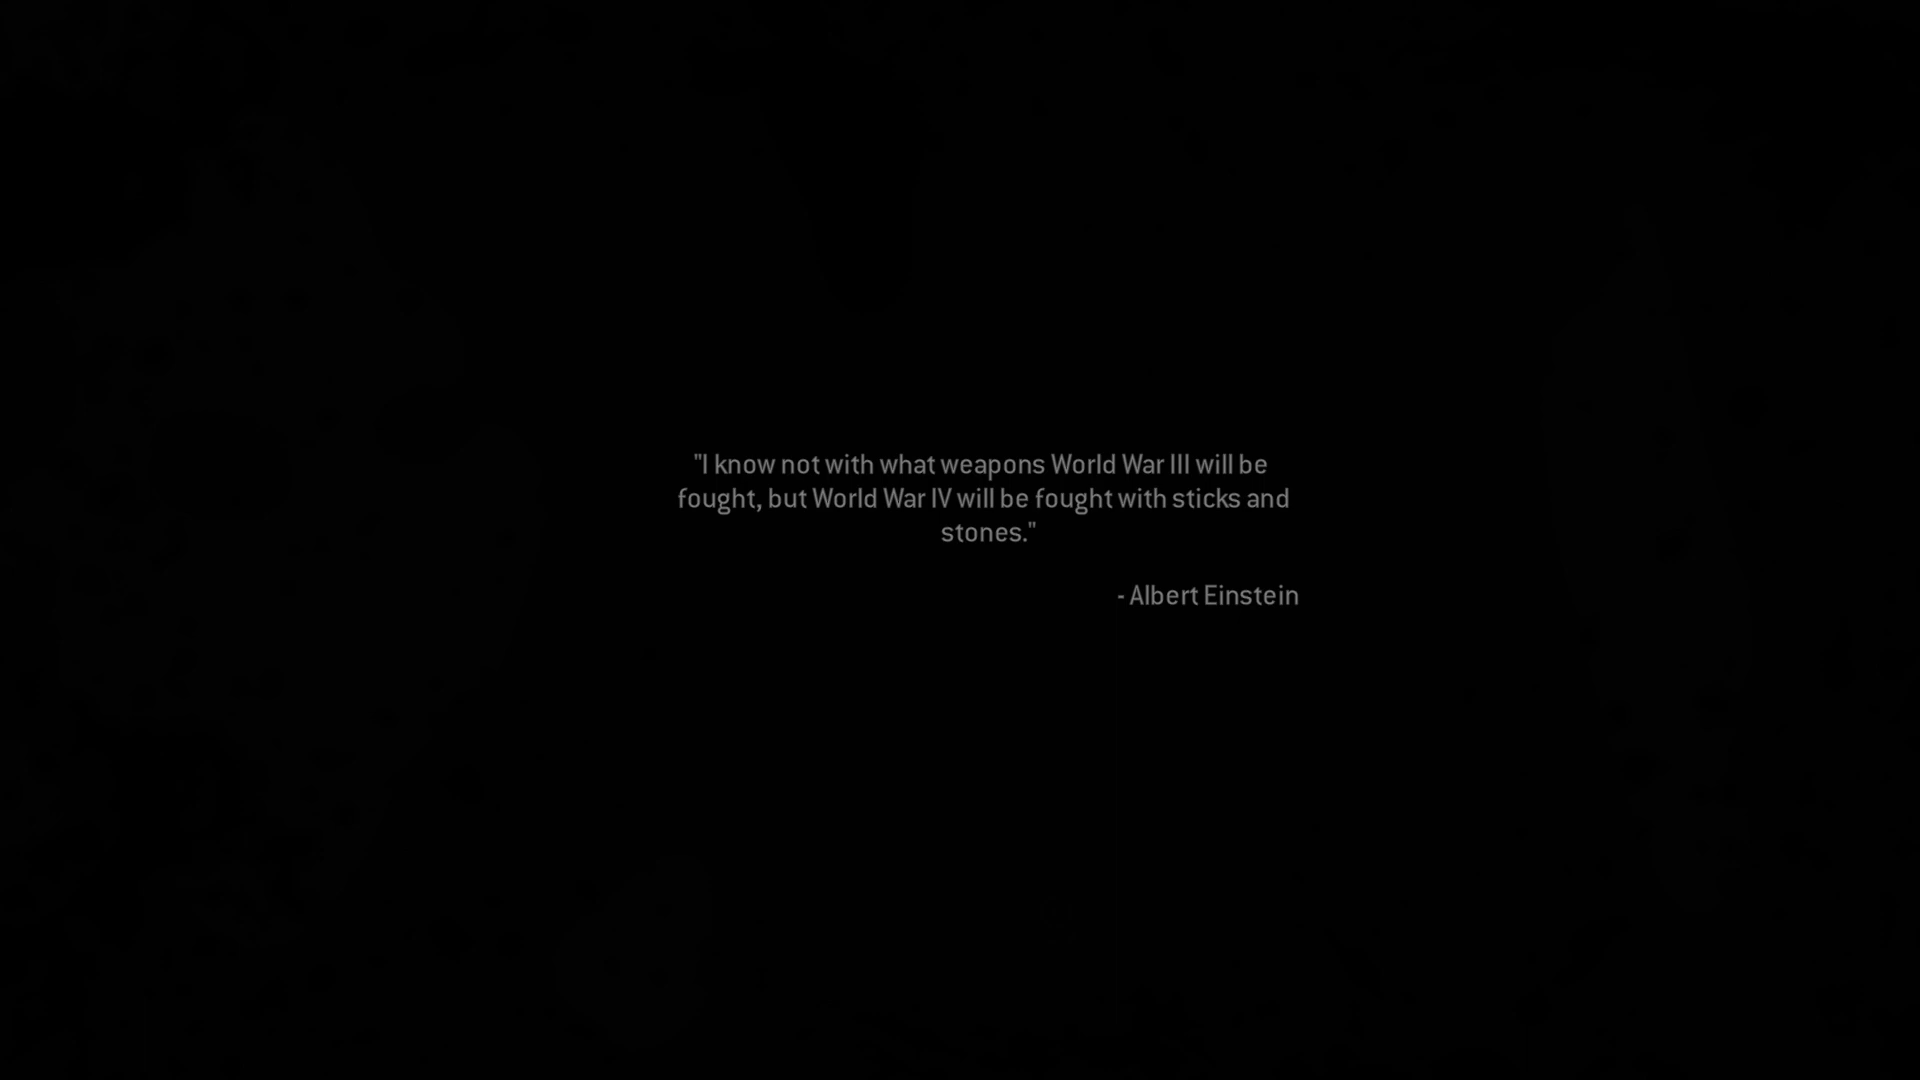 "I know not with what weapons World War III will be
fought, but World War IV will be fought with sticks and
stones."
- Albert Einstein